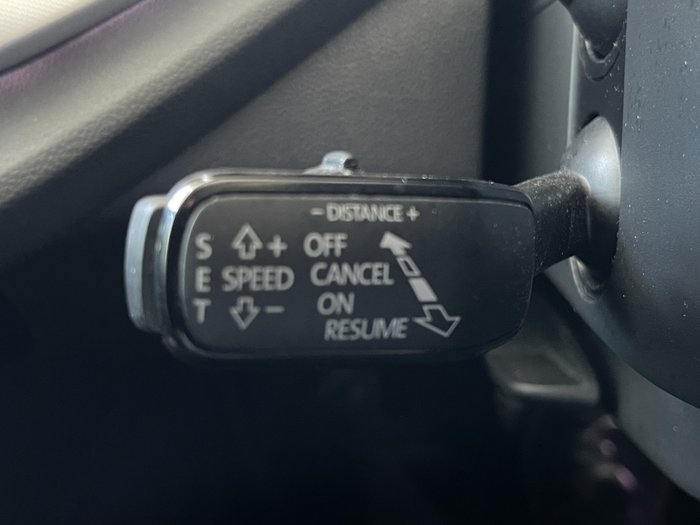 - DISTANCE +
S + OFF
E SPEED CANCEL
T - ON
RESUME